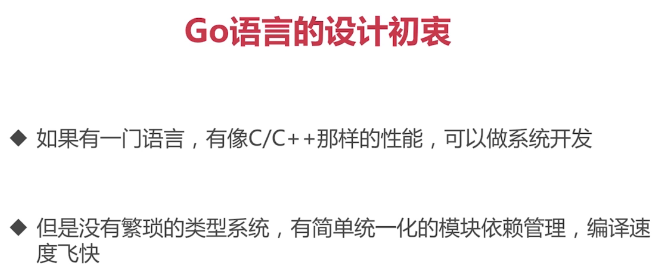 Go语言的设计初衷
◆ 如果有一门语言，有像C/C++那样的性能，可以做系统开发
◆ 但是没有繁琐的类型系统，有简单统一化的模块依赖管理，编译速
度飞快